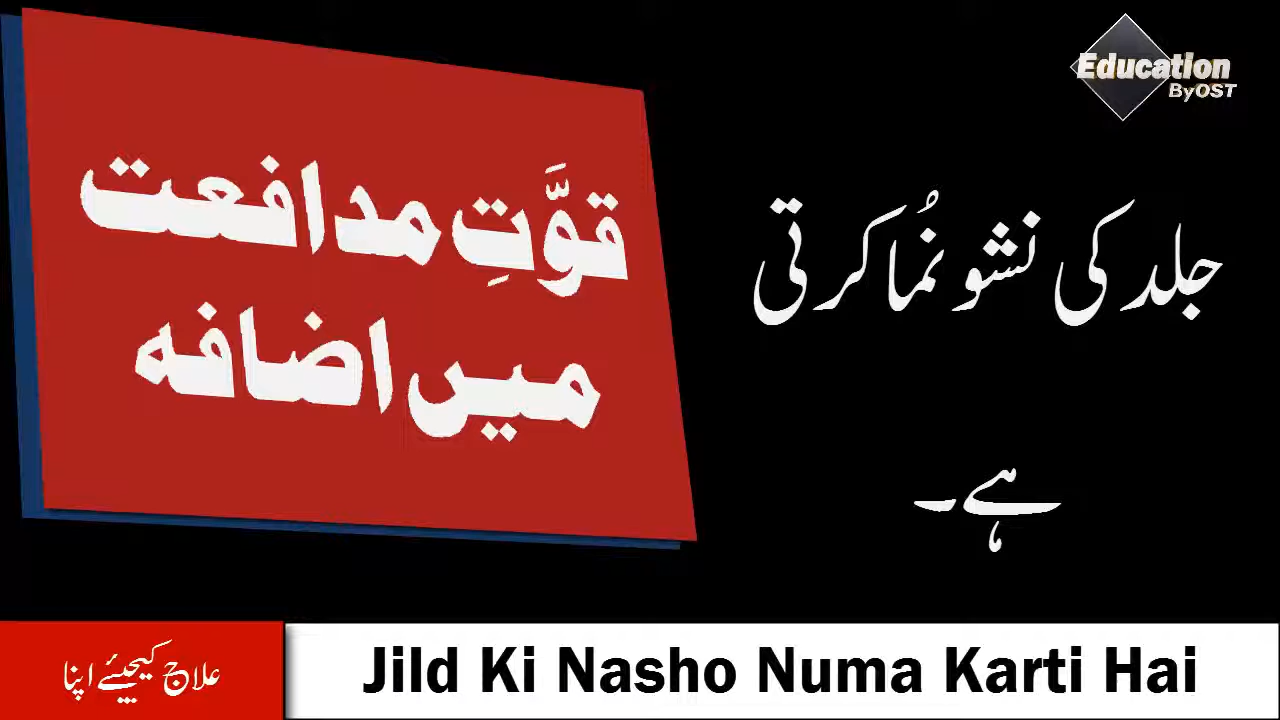 Education
ByOST
قوَّتِ مدافعت
میں اضافہ
جلد کی نشو نُما کرتی
ہے۔
علاج کیجیئے اپنا
Jild Ki Nasho Numa Karti Hai